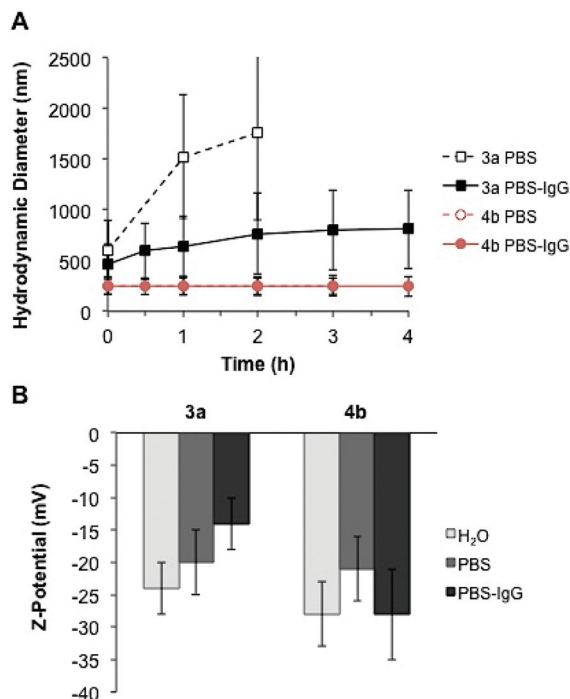 A
Hydrodynamic Diameter (nm)
2500
2000
1500
1000
500
0
0 1 2 3 4
Time (h)
3a PBS
3a PBS-IgG
4b PBS
4b PBS-IgG
B
3a 4b
Z-Potential (mV)
0
-5
-10
-15
-20
-25
-30
-35
-40
H₂O
PBS
PBS-IgG